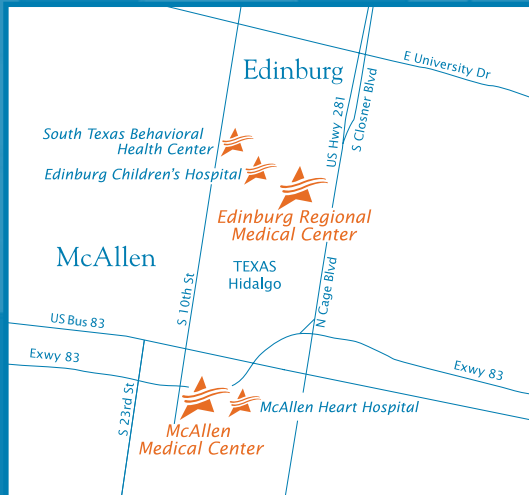 E University Dr
Edinburg
US Hwy 281
S Closner Blvd
South Texas Behavioral
Health Center
Edinburg Children's Hospital
Edinburg Regional
Medical Center
McAllen
TEXAS
Hidalgo
S 10th St
N Cage Blvd
US Bus 83
Exwy 83
Exwy 83
S 23rd St
McAllen Heart Hospital
McAllen
Medical Center